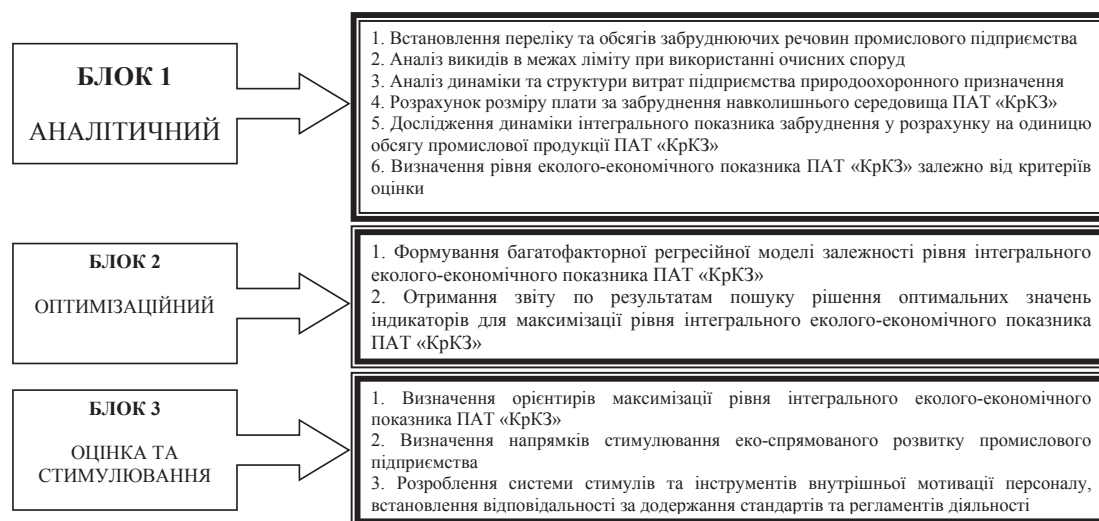 БЛОК 1
АНАЛІТИЧНИЙ
1. Встановлення переліку та обсягів забруднюючих речовин промислового підприємства
2. Аналіз викидів в межах ліміту при використанні очисних споруд
3. Аналіз динаміки та структури витрат підприємства природоохоронного призначення
4. Розрахунок розміру плати за забруднення навколишнього середовища ПАТ «КрКЗ»
5. Дослідження динаміки інтегрального показника забруднення у розрахунку на одиницю
обсягу промислової продукції ПАТ «КрКЗ»
6. Визначення рівня еколого-економічного показника ПАТ «КрКЗ» залежно від критеріїв
оцінки
БЛОК 2
ОПТИМІЗАЦІЙНИЙ
1. Формування багатофакторної регресійної моделі залежності рівня інтегрального
еколого-економічного показника ПАТ «КрКЗ»
2. Отримання звіту по результатам пошуку рішення оптимальних значень
індикаторів для максимізації рівня інтегрального еколого-економічного показника
ПАТ «КрКЗ»
БЛОК 3
ОЦІНКА ТА
СТИМУЛЮВАННЯ
1. Визначення орієнтирів максимізації рівня інтегрального еколого-економічного
показника ПАТ «КрКЗ»
2. Визначення напрямків стимулювання еко-спрямованого розвитку промислового
підприємства
3. Розроблення системи стимулів та інструментів внутрішньої мотивації персоналу,
встановлення відповідальності за додержання стандартів та регламентів діяльності